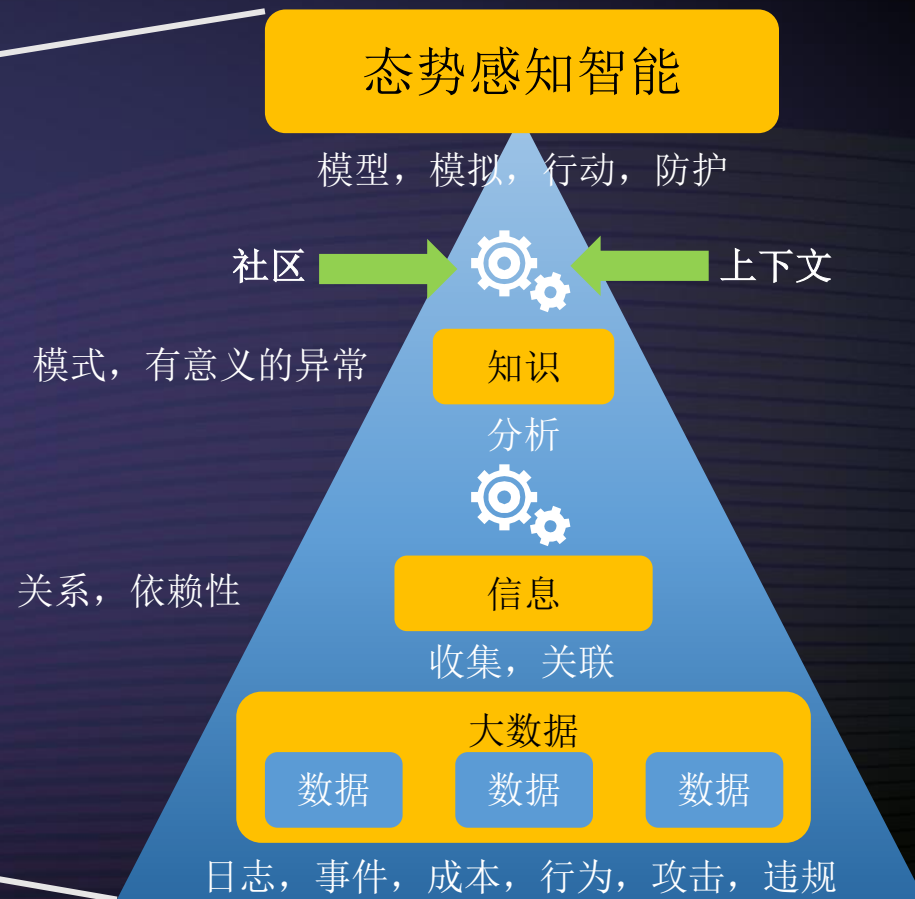 态势感知智能
模型，模拟，行动，防护
社区
上下文
模式，有意义的异常
知识
分析
关系，依赖性
信息
收集，关联
大数据
数据
数据
数据
日志，事件，成本，行为，攻击，违规